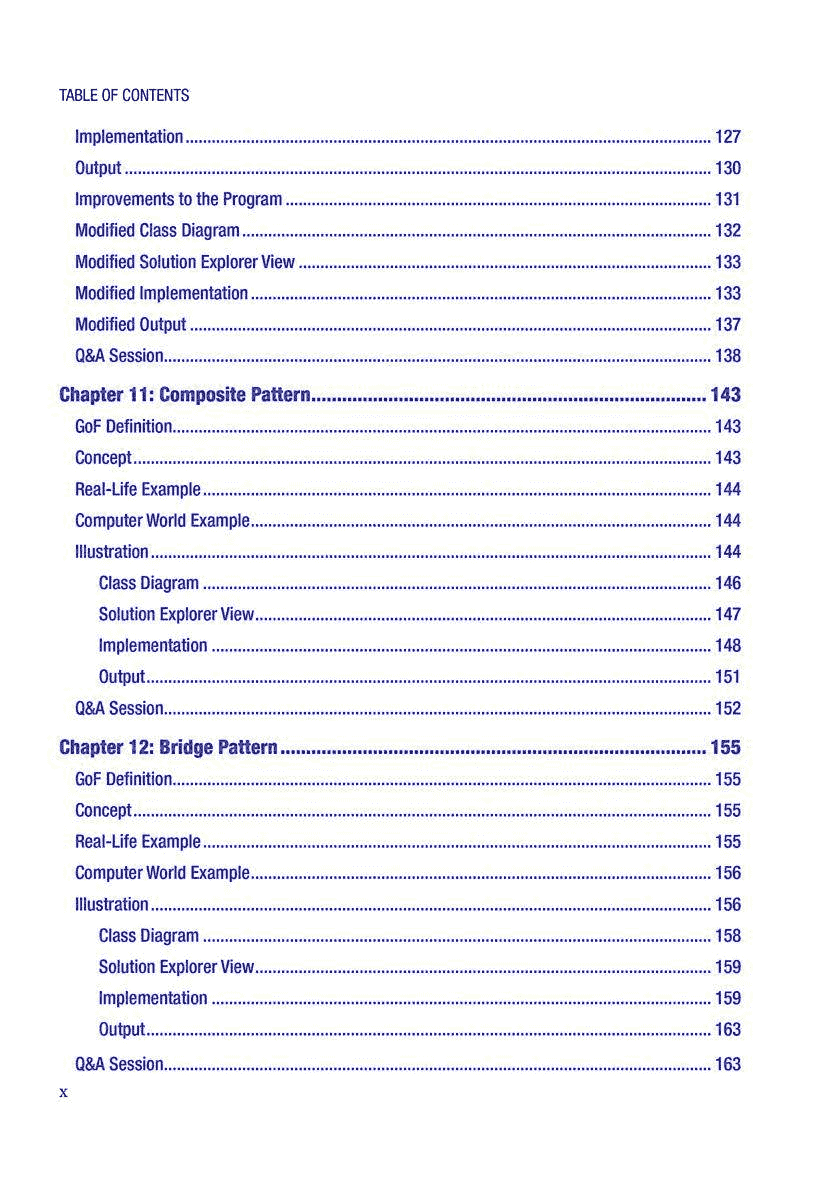 TABLE OF CONTENTS
Implementation........................................................................................................................ 127
Output ...................................................................................................................................... 130
Improvements to the Program ................................................................................................. 131
Modified Class Diagram ........................................................................................................... 132
Modified Solution Explorer View .............................................................................................. 133
Modified Implementation ......................................................................................................... 133
Modified Output ....................................................................................................................... 137
Q&A Session............................................................................................................................. 138
Chapter 11: Composite Pattern............................................................................... 143
GoF Definition........................................................................................................................... 143
Concept.................................................................................................................................... 143
Real-Life Example .................................................................................................................... 144
Computer World Example......................................................................................................... 144
Illustration ................................................................................................................................ 144
Class Diagram .................................................................................................................... 146
Solution Explorer View........................................................................................................ 147
Implementation .................................................................................................................. 148
Output................................................................................................................................. 151
Q&A Session............................................................................................................................. 152
Chapter 12: Bridge Pattern ..................................................................................... 155
GoF Definition........................................................................................................................... 155
Concept.................................................................................................................................... 155
Real-Life Example .................................................................................................................... 155
Computer World Example......................................................................................................... 156
Illustration ................................................................................................................................ 156
Class Diagram .................................................................................................................... 158
Solution Explorer View........................................................................................................ 159
Implementation .................................................................................................................. 159
Output................................................................................................................................. 163
Q&A Session............................................................................................................................. 163
x